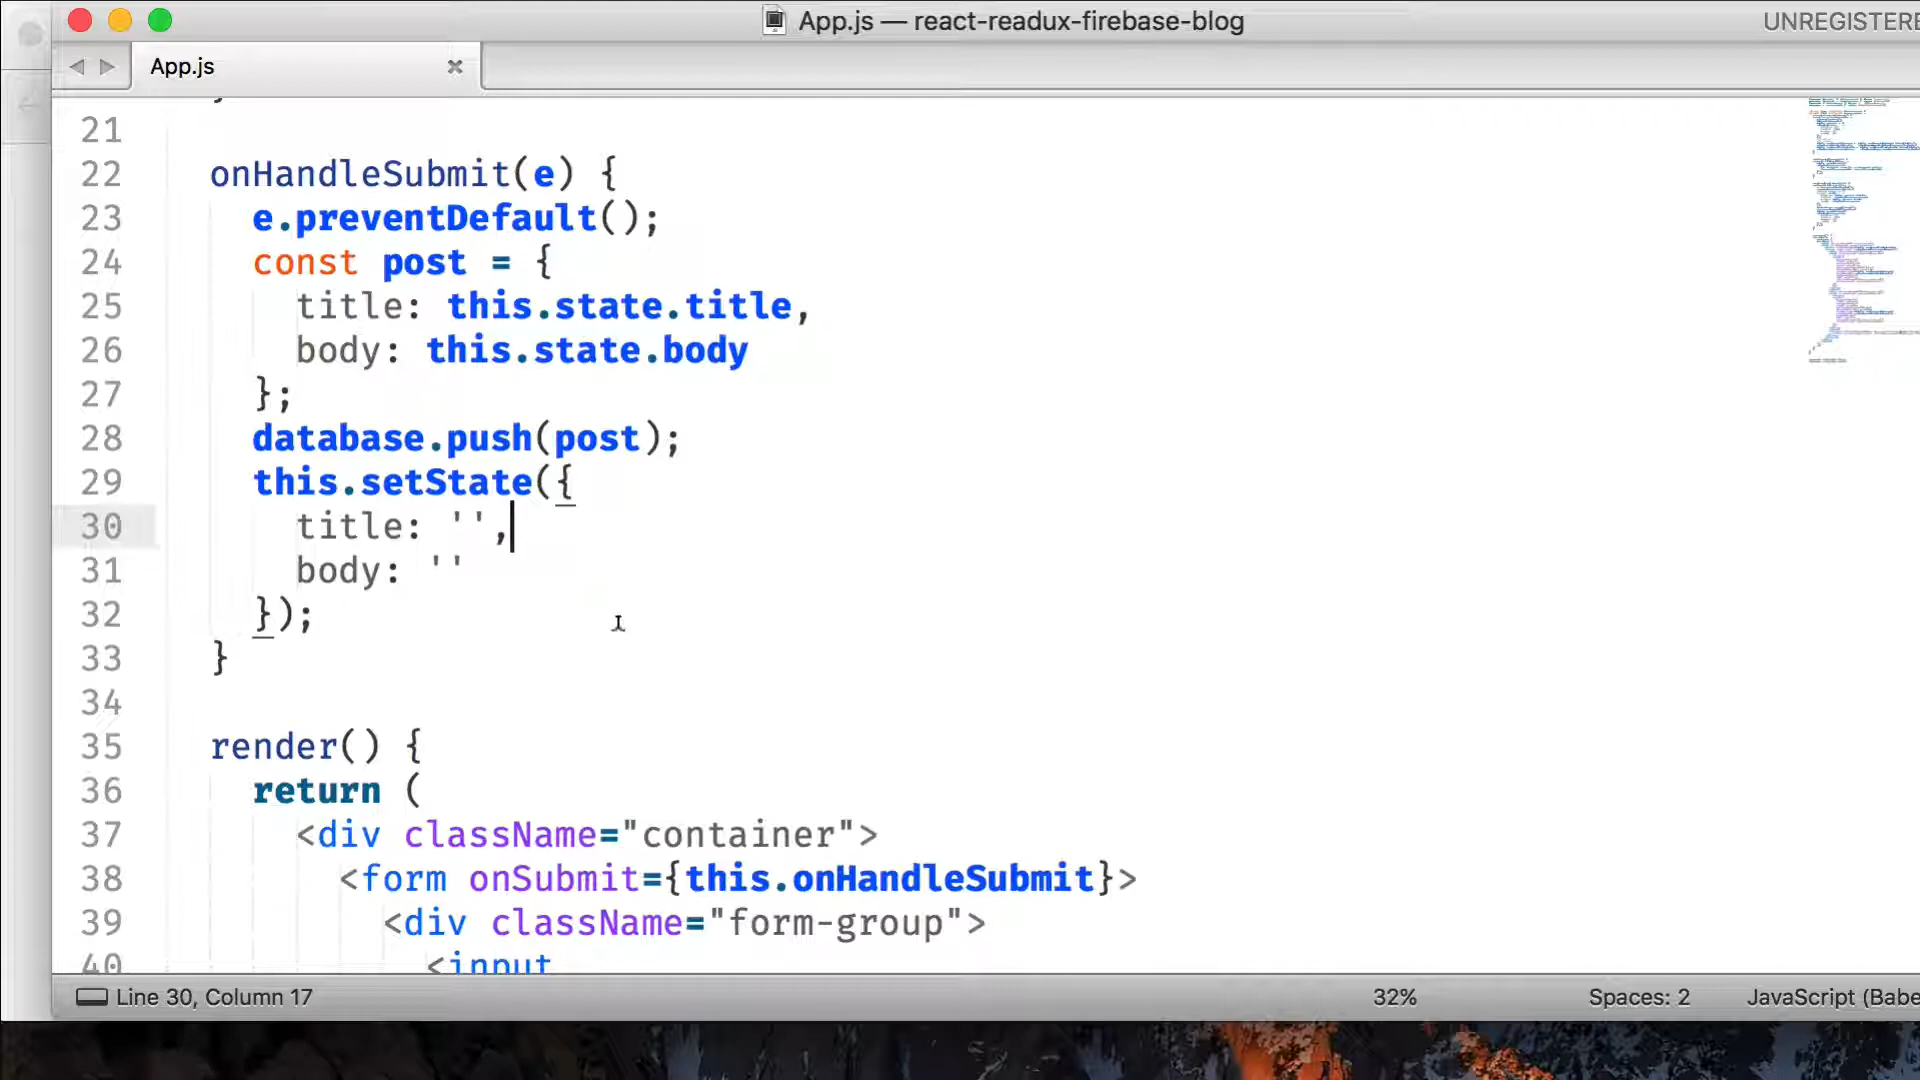 App.js — react-readux-firebase-blog
UNREGISTERE
App.js
21
22 onHandleSubmit(e) {
23 e.preventDefault();
24 const post = {
25 title: this.state.title,
26 body: this.state.body
27 };
28 database.push(post);
29 this.setState({
30 title: '',
31 body: ''
32 });
33 }
34
35 render() {
36 return (
37 <div className="container">
38 <form onSubmit={this.onHandleSubmit}>
39 <div className="form-group">
40 <input
Line 30, Column 17
32%
Spaces: 2
JavaScript (Babe